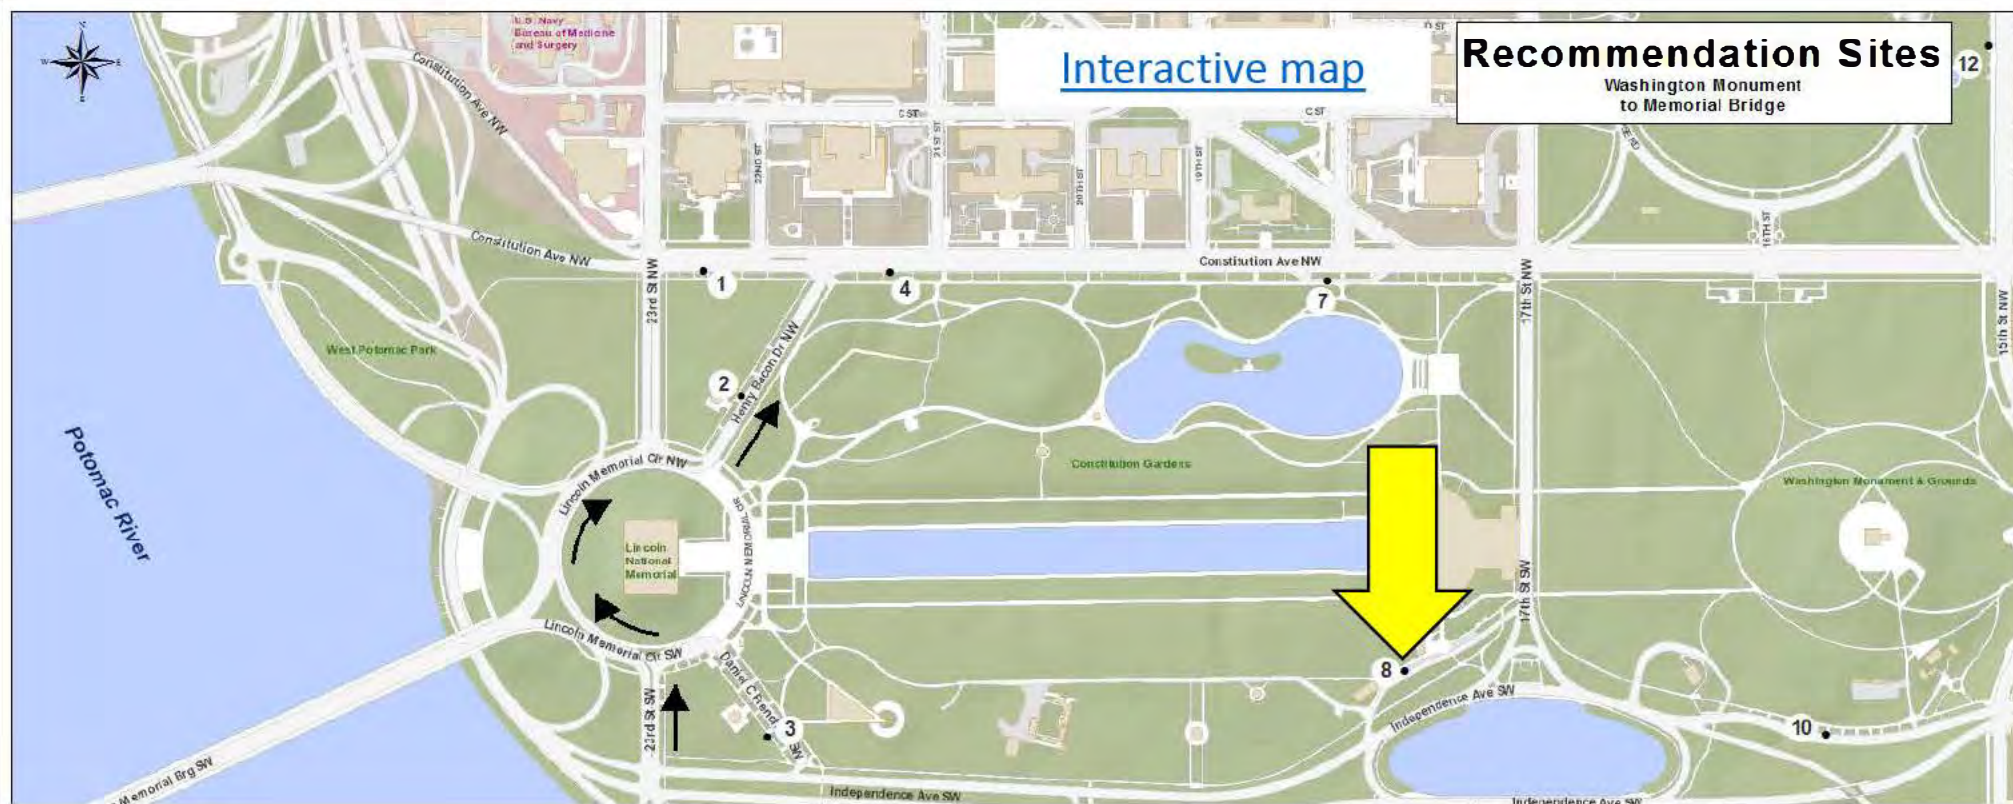 N
W
E
S
U.S. Navy
Bureau of Medicine
and Surgery
Interactive map
D ST
Recommendation Sites
Washington Monument
to Memorial Bridge
12
Constitution Ave NW
C ST
C ST
22ND ST
21ST ST
20TH ST
19TH ST
16TH ST
Constitution Ave NW
Constitution Ave NW
1
4
7
23rd St NW
17th St NW
15th St NW
West Potomac Park
2
Henry Bacon Dr NW
Potomac River
Lincoln Memorial Cir NW
Constitution Gardens
Washington Monument & Grounds
LINCOLN MEMORIAL CIR
Lincoln
National
Memorial
17th St SW
Lincoln Memorial Cir SW
Daniel C French
SW
8
23rd St SW
3
Independence Ave SW
10
Memorial Brg SW
Independence Ave SW
Independence Ave SW